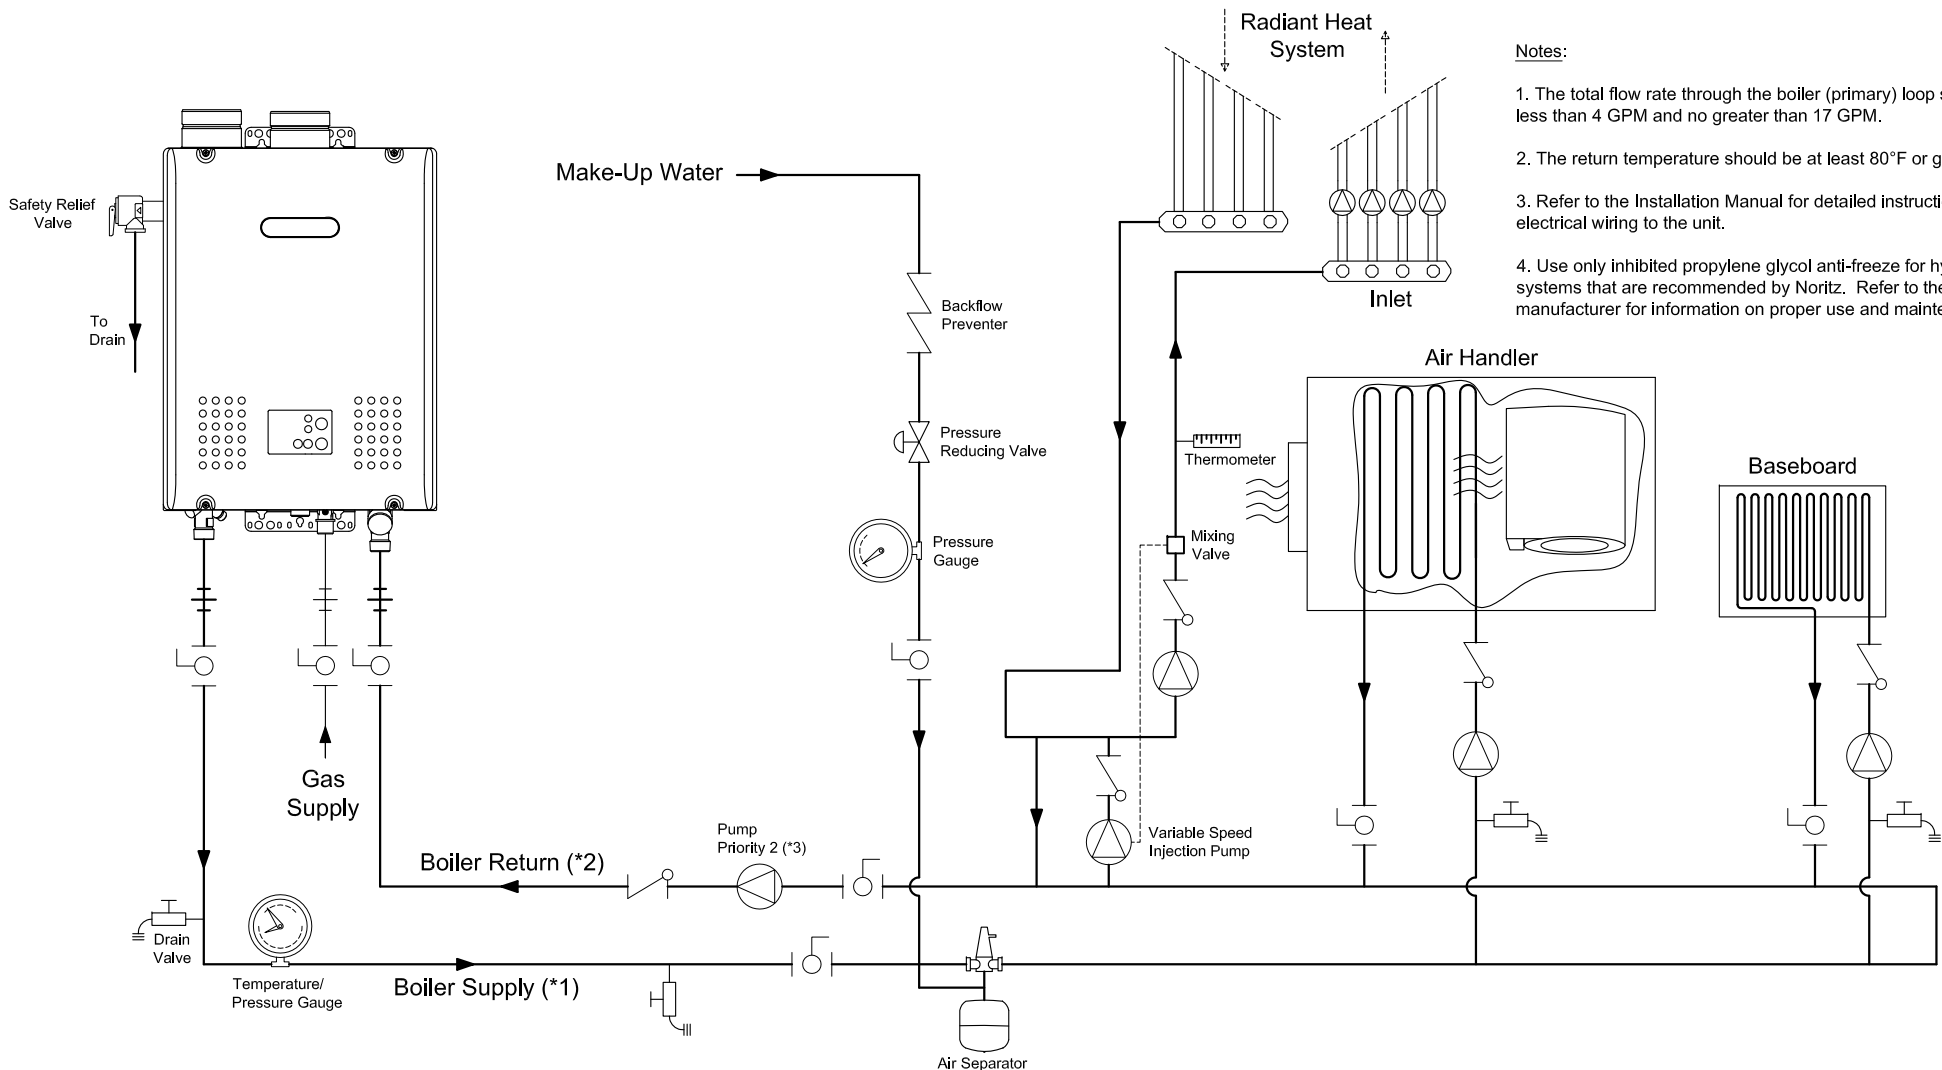 Radiant Heat
System
Notes:
1. The total flow rate through the boiler (primary) loop
less than 4 GPM and no greater than 17 GPM.
2. The return temperature should be at least 80°F or
3. Refer to the Installation Manual for detailed
electrical wiring to the unit.
4. Use only inhibited propylene glycol anti-freeze for
systems that are recommended by Noritz. Refer to the
manufacturer for information on proper use and
Make-Up Water
Safety Relief
Valve
To
Drain
Backflow
Preventer
Inlet
Air Handler
Pressure
Reducing Valve
Thermometer
Baseboard
Pressure
Gauge
Mixing
Valve
Gas
Supply
Pump
Priority 2 (*3)
Variable Speed
Injection Pump
Boiler Return (*2)
Drain
Valve
Temperature/
Pressure Gauge
Boiler Supply (*1)
Air Separator